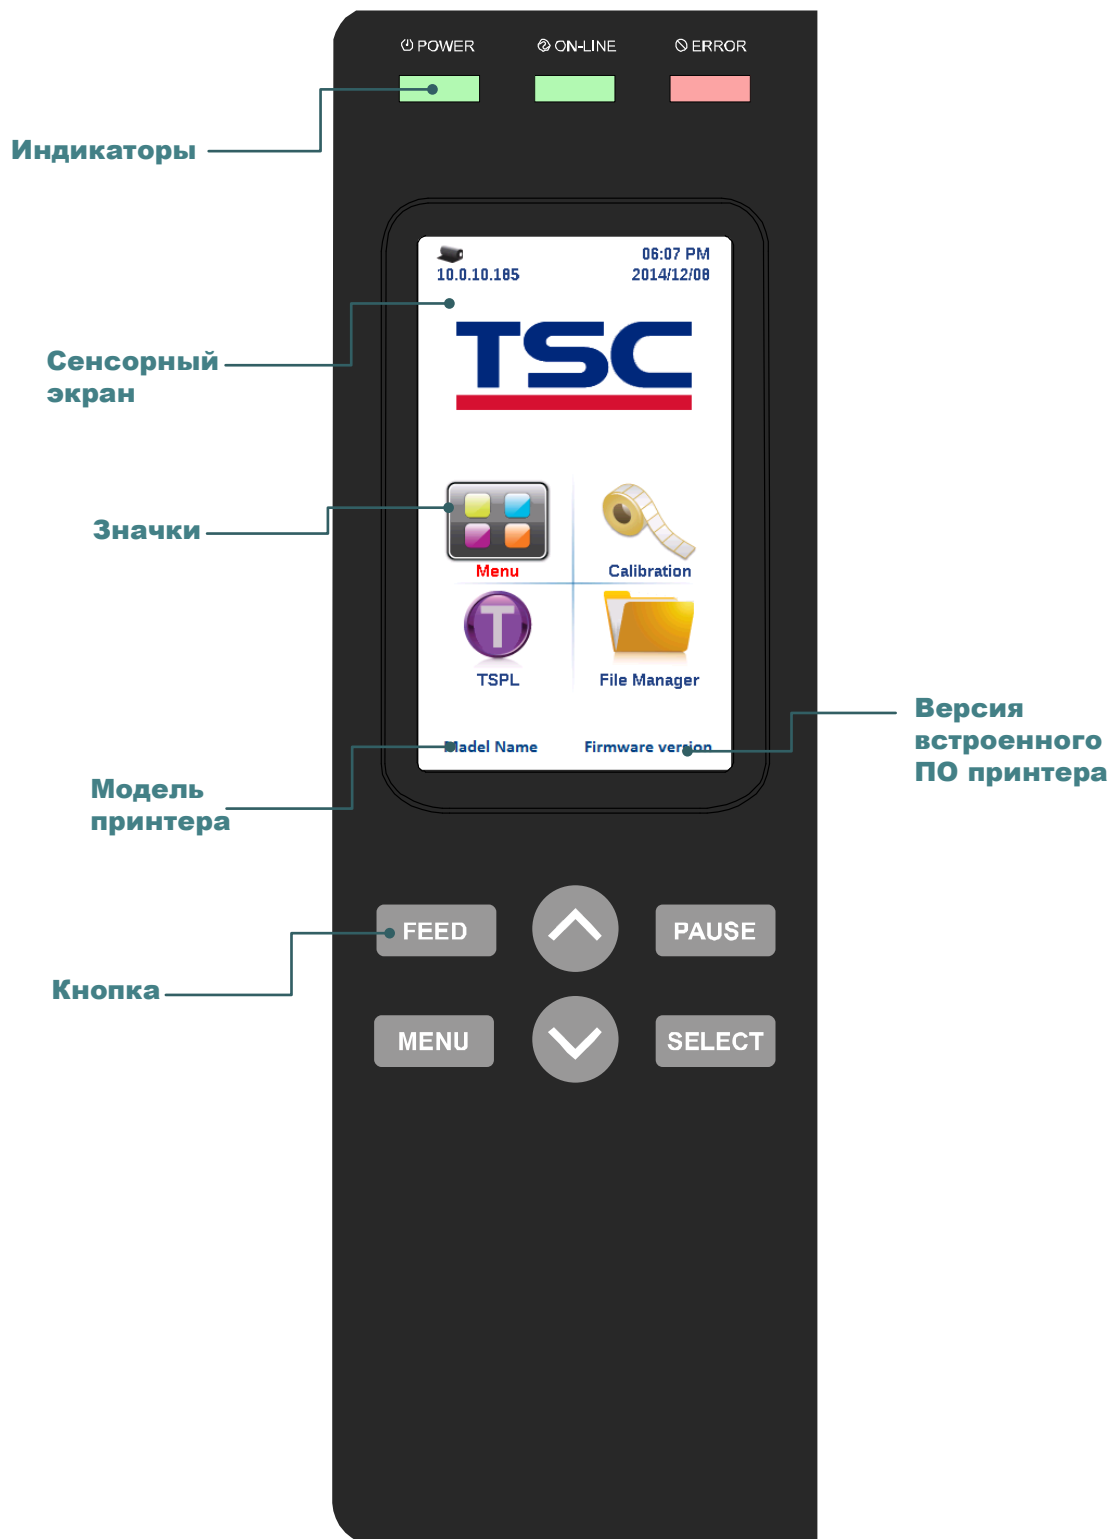 POWER
ON-LINE
ERROR
Индикаторы
06:07 PM
10.0.10.185
2014/12/08
TSC
Сенсорный
экран
Значки
Menu
Calibration
T
TSPL
File Manager
Версия
встроенного
ПО принтера
Madel Name
Firmware version
Модель
принтера
FEED
PAUSE
Кнопка
MENU
SELECT